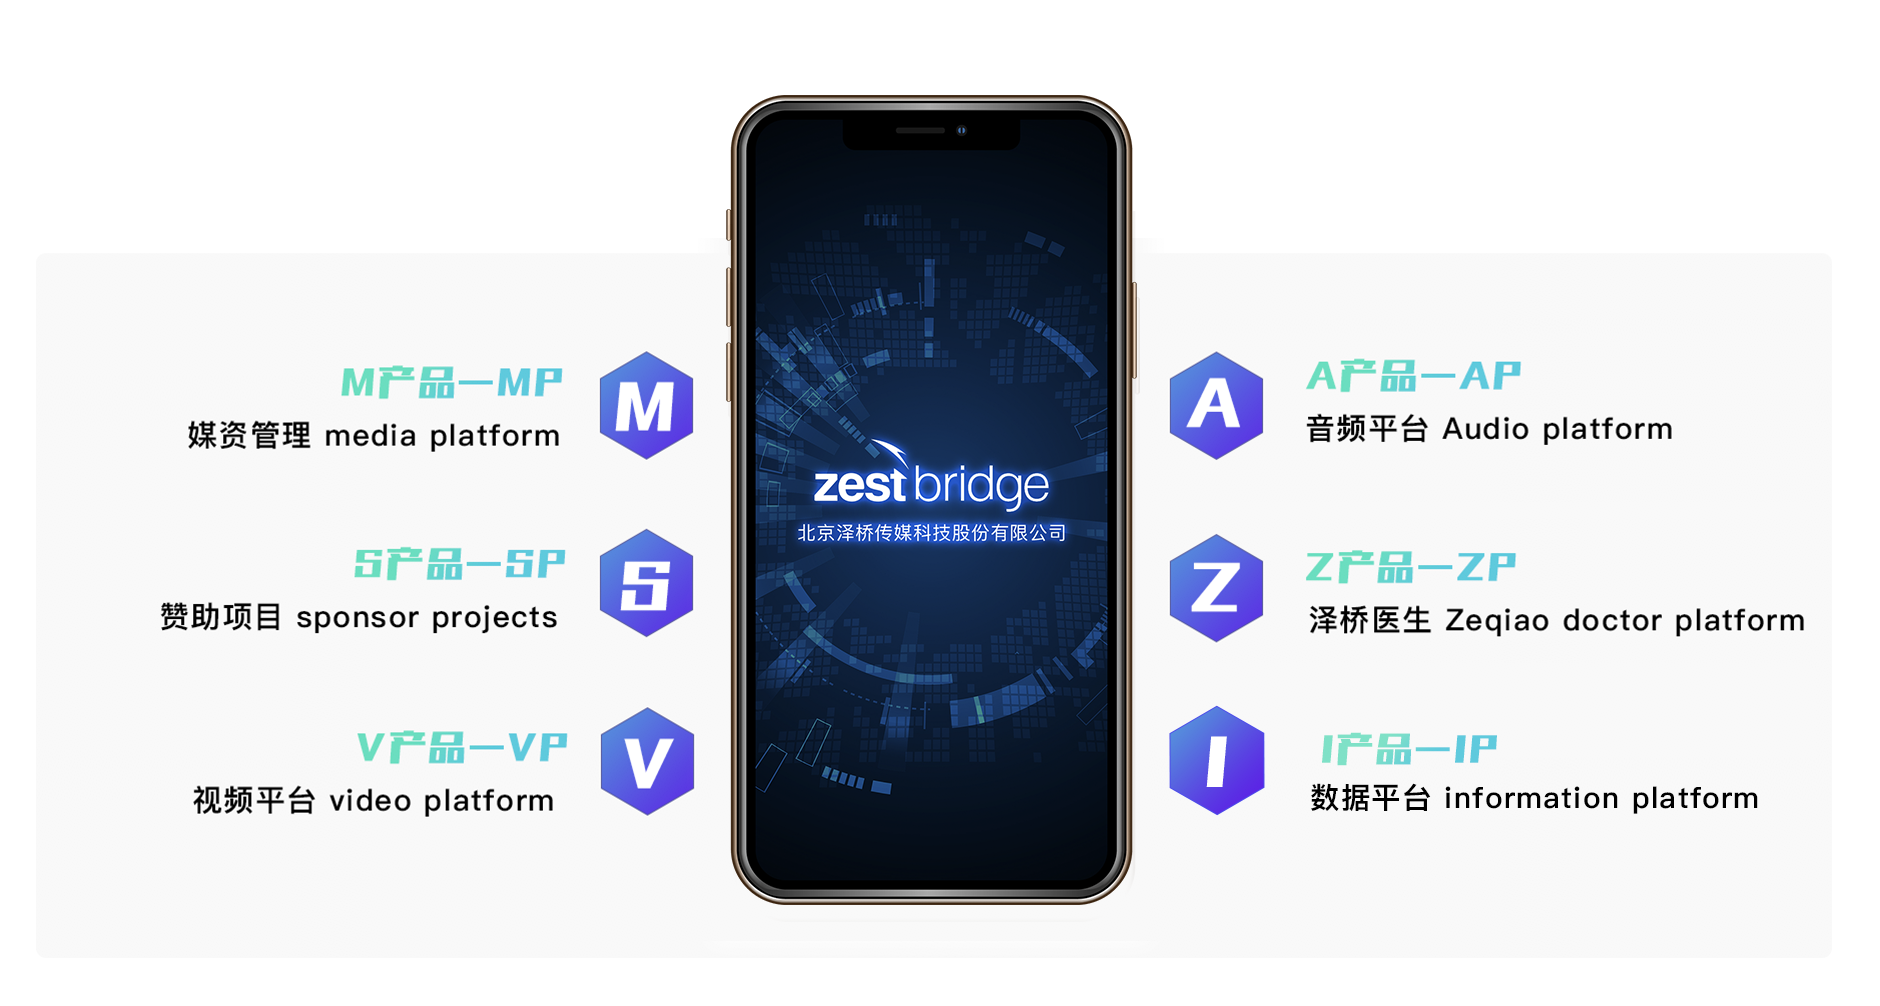 M产品—MP
媒资管理 media platform
M
S产品—SP
赞助项目 sponsor projects
S
V产品—VP
视频平台 video platform
V
zestbridge
北京泽桥传媒科技股份有限公司
A
A产品—AP
音频平台 Audio platform
Z
Z产品—ZP
泽桥医生 Zeqiao doctor platform
I
I产品—IP
数据平台 information platform